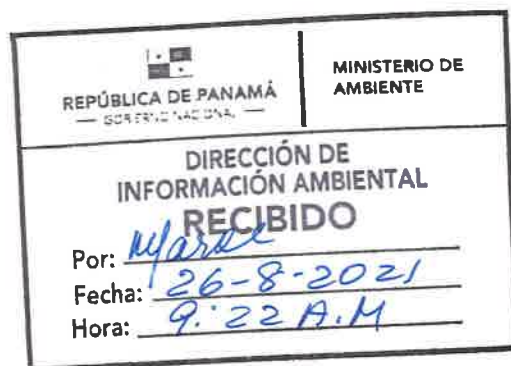 REPÚBLICA DE PANAMÁ
— GOBIERNO NACIONAL —
MINISTERIO DE
AMBIENTE
DIRECCIÓN DE
INFORMACIÓN AMBIENTAL
RECIBIDO
Por:
Fecha: 26-8-2021
Hora: 9:22 A.M